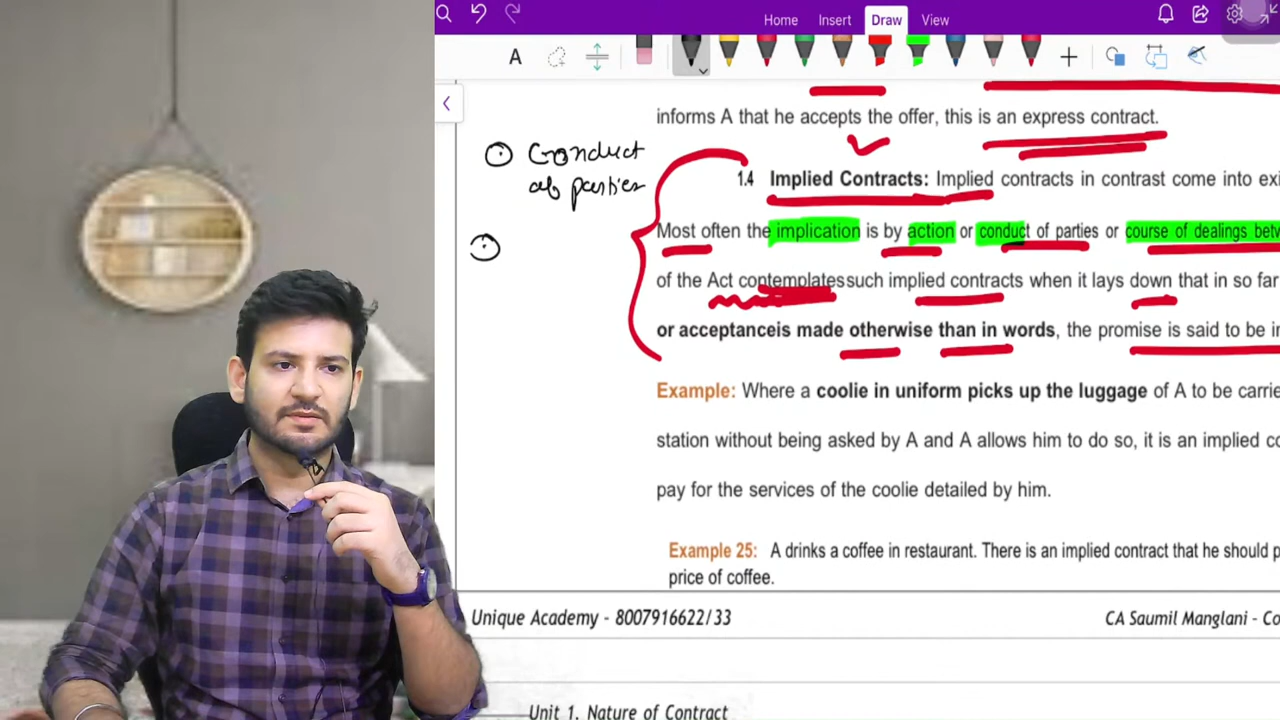 Home Insert Draw View
A
informs A that he accepts the offer, this is an express contract.
Conduct
of parties
1.4 Implied Contracts: Implied contracts in contrast come into exi
Most often the implication is by action or conduct of parties or course of dealings betw
of the Act contemplatessuch implied contracts when it lays down that in so far
or acceptanceis made otherwise than in words, the promise is said to be i
Example: Where a coolie in uniform picks up the luggage of A to be carrie
station without being asked by A and A allows him to do so, it is an implied co
pay for the services of the coolie detailed by him.
Example 25: A drinks a coffee in restaurant. There is an implied contract that he should p
price of coffee.
Unique Academy - 8007916622/33 CA Saumil Manglani - Co
Unit 1. Nature of Contract